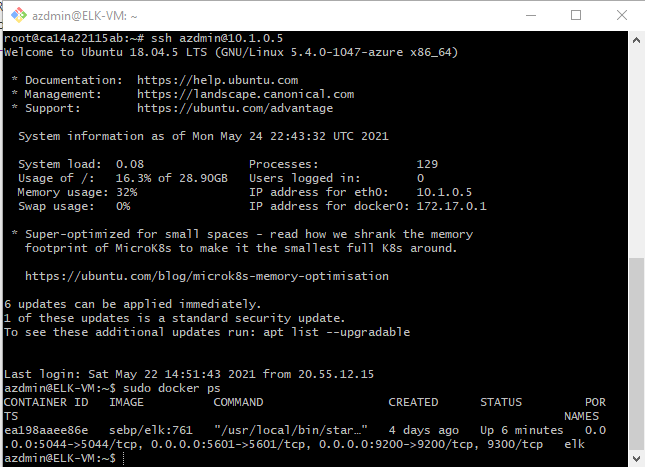 azdmin@ELK-VM: ~
root@ca14a22115ab:~# ssh azdmin@10.1.0.5
Welcome to Ubuntu 18.04.5 LTS (GNU/Linux 5.4.0-1047-azure x86_64)
* Documentation:  https://help.ubuntu.com
* Management:     https://landscape.canonical.com
* Support:        https://ubuntu.com/advantage
System information as of Mon May 24 22:43:32 UTC 2021
System load:  0.08               Processes:              129
Usage of /:   16.3% of 28.90GB   Users logged in:        0
Memory usage: 32%                IP address for eth0:    10.1.0.5
Swap usage:   0%                 IP address for docker0: 172.17.0.1
* Super-optimized for small spaces - read how we shrank the memory
footprint of MicroK8s to make it the smallest full K8s around.
https://ubuntu.com/blog/microk8s-memory-optimisation
6 updates can be applied immediately.
1 of these updates is a standard security update.
To see these additional updates run: apt list --upgradable
Last login: Sat May 22 14:51:43 2021 from 20.55.12.15
azdmin@ELK-VM:~$ sudo docker ps
CONTAINER ID   IMAGE          COMMAND                  CREATED      STATUS         POR
TS                                                                              NAMES
ea198aaee86e   sebp/elk:761   "/usr/local/bin/star…"   4 days ago   Up 6 minutes   0.0
.0.0:5044->5044/tcp, 0.0.0.0:5601->5601/tcp, 0.0.0.0:9200->9200/tcp, 9300/tcp   elk
azdmin@ELK-VM:~$